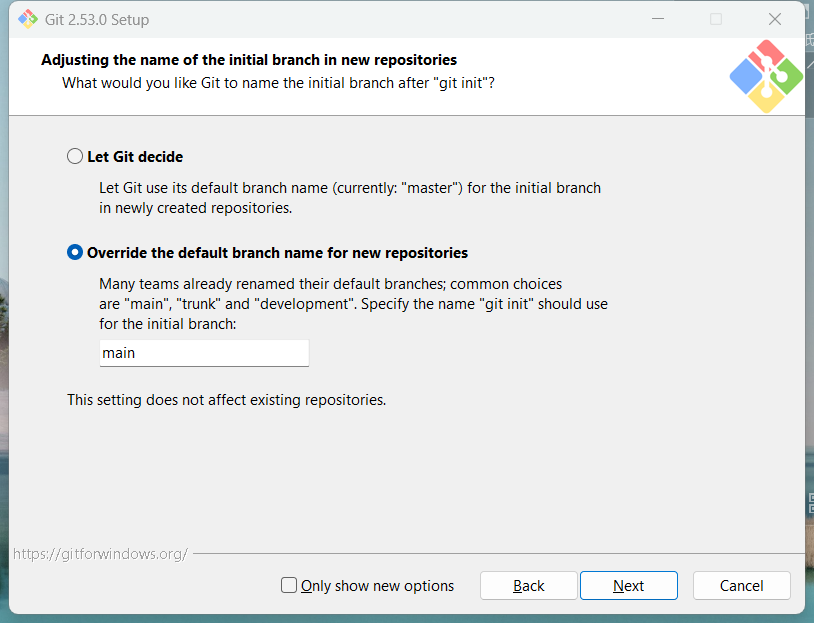 Git 2.53.0 Setup
Adjusting the name of the initial branch in new repositories
What would you like Git to name the initial branch after "git init"?
Let Git decide
Let Git use its default branch name (currently: "master") for the initial branch
in newly created repositories.
Override the default branch name for new repositories
Many teams already renamed their default branches; common choices
are "main", "trunk" and "development". Specify the name "git init" should use
for the initial branch:
main
This setting does not affect existing repositories.
https://gitforwindows.org/
Only show new options
Back
Next
Cancel